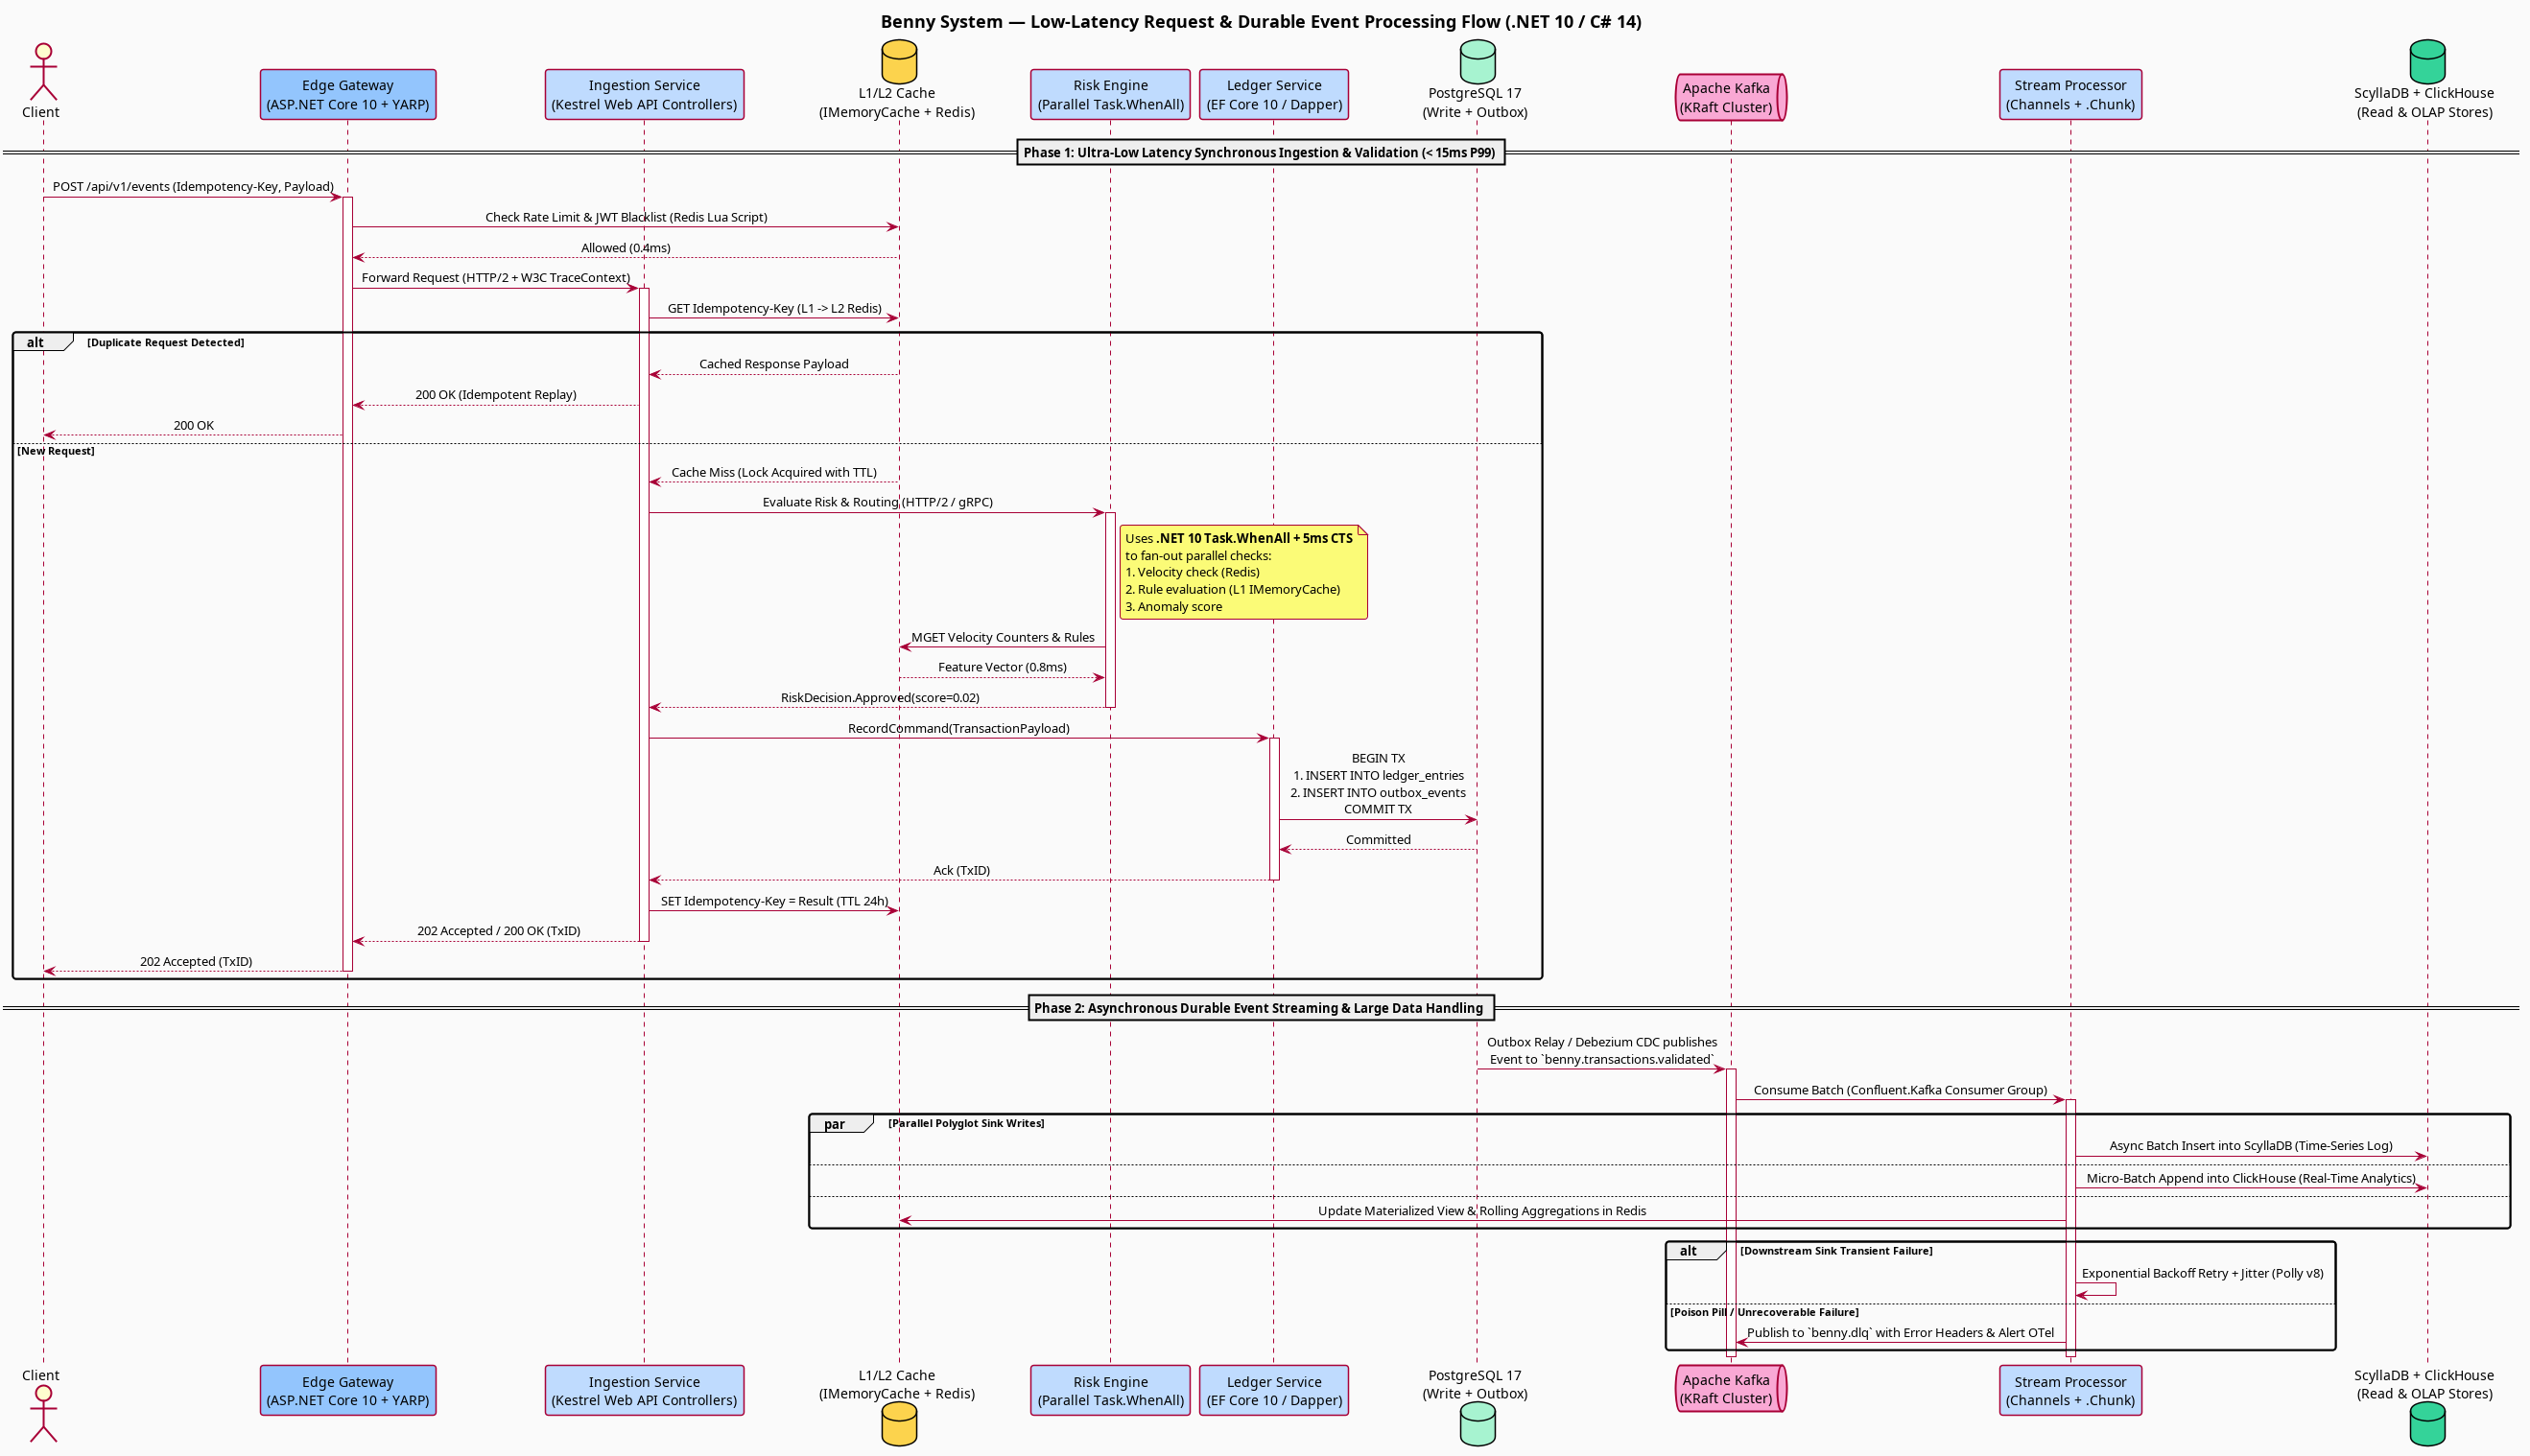 Benny System — Low-Latency Request & Durable Event Processing Flow (.NET 10 / C# 14)
Client
Edge Gateway
(ASP.NET Core 10 + YARP)
Ingestion Service
(Kestrel Web API Controllers)
L1/L2 Cache
(IMemoryCache + Redis)
Risk Engine
(Parallel Task.WhenAll)
Ledger Service
(EF Core 10 / Dapper)
PostgreSQL 17
(Write + Outbox)
Apache Kafka
(KRaft Cluster)
Stream Processor
(Channels + .Chunk)
ScyllaDB + ClickHouse
(Read & OLAP Stores)
Phase 1: Ultra-Low Latency Synchronous Ingestion & Validation (< 15ms P99)
POST /api/v1/events (Idempotency-Key, Payload)
Check Rate Limit & JWT Blacklist (Redis Lua Script)
Allowed (0.4ms)
Forward Request (HTTP/2 + W3C TraceContext)
GET Idempotency-Key (L1 -> L2 Redis)
alt [Duplicate Request Detected]
Cached Response Payload
200 OK (Idempotent Replay)
200 OK
[New Request]
Cache Miss (Lock Acquired with TTL)
Evaluate Risk & Routing (HTTP/2 / gRPC)
Uses .NET 10 Task.WhenAll + 5ms CTS
to fan-out parallel checks:
1. Velocity check (Redis)
2. Rule evaluation (L1 IMemoryCache)
3. Anomaly score
MGET Velocity Counters & Rules
Feature Vector (0.8ms)
RiskDecision.Approved(score=0.02)
RecordCommand(TransactionPayload)
BEGIN TX
1. INSERT INTO ledger_entries
2. INSERT INTO outbox_events
COMMIT TX
Committed
Ack (TxID)
SET Idempotency-Key = Result (TTL 24h)
202 Accepted / 200 OK (TxID)
202 Accepted (TxID)
Phase 2: Asynchronous Durable Event Streaming & Large Data Handling
Outbox Relay / Debezium CDC publishes
Event to `benny.transactions.validated`
Consume Batch (Confluent.Kafka Consumer Group)
par [Parallel Polyglot Sink Writes]
Async Batch Insert into ScyllaDB (Time-Series Log)
Micro-Batch Append into ClickHouse (Real-Time Analytics)
Update Materialized View & Rolling Aggregations in Redis
alt [Downstream Sink Transient Failure]
Exponential Backoff Retry + Jitter (Polly v8)
[Poison Pill / Unrecoverable Failure]
Publish to `benny.dlq` with Error Headers & Alert OTel
Client
Edge Gateway
(ASP.NET Core 10 + YARP)
Ingestion Service
(Kestrel Web API Controllers)
L1/L2 Cache
(IMemoryCache + Redis)
Risk Engine
(Parallel Task.WhenAll)
Ledger Service
(EF Core 10 / Dapper)
PostgreSQL 17
(Write + Outbox)
Apache Kafka
(KRaft Cluster)
Stream Processor
(Channels + .Chunk)
ScyllaDB + ClickHouse
(Read & OLAP Stores)